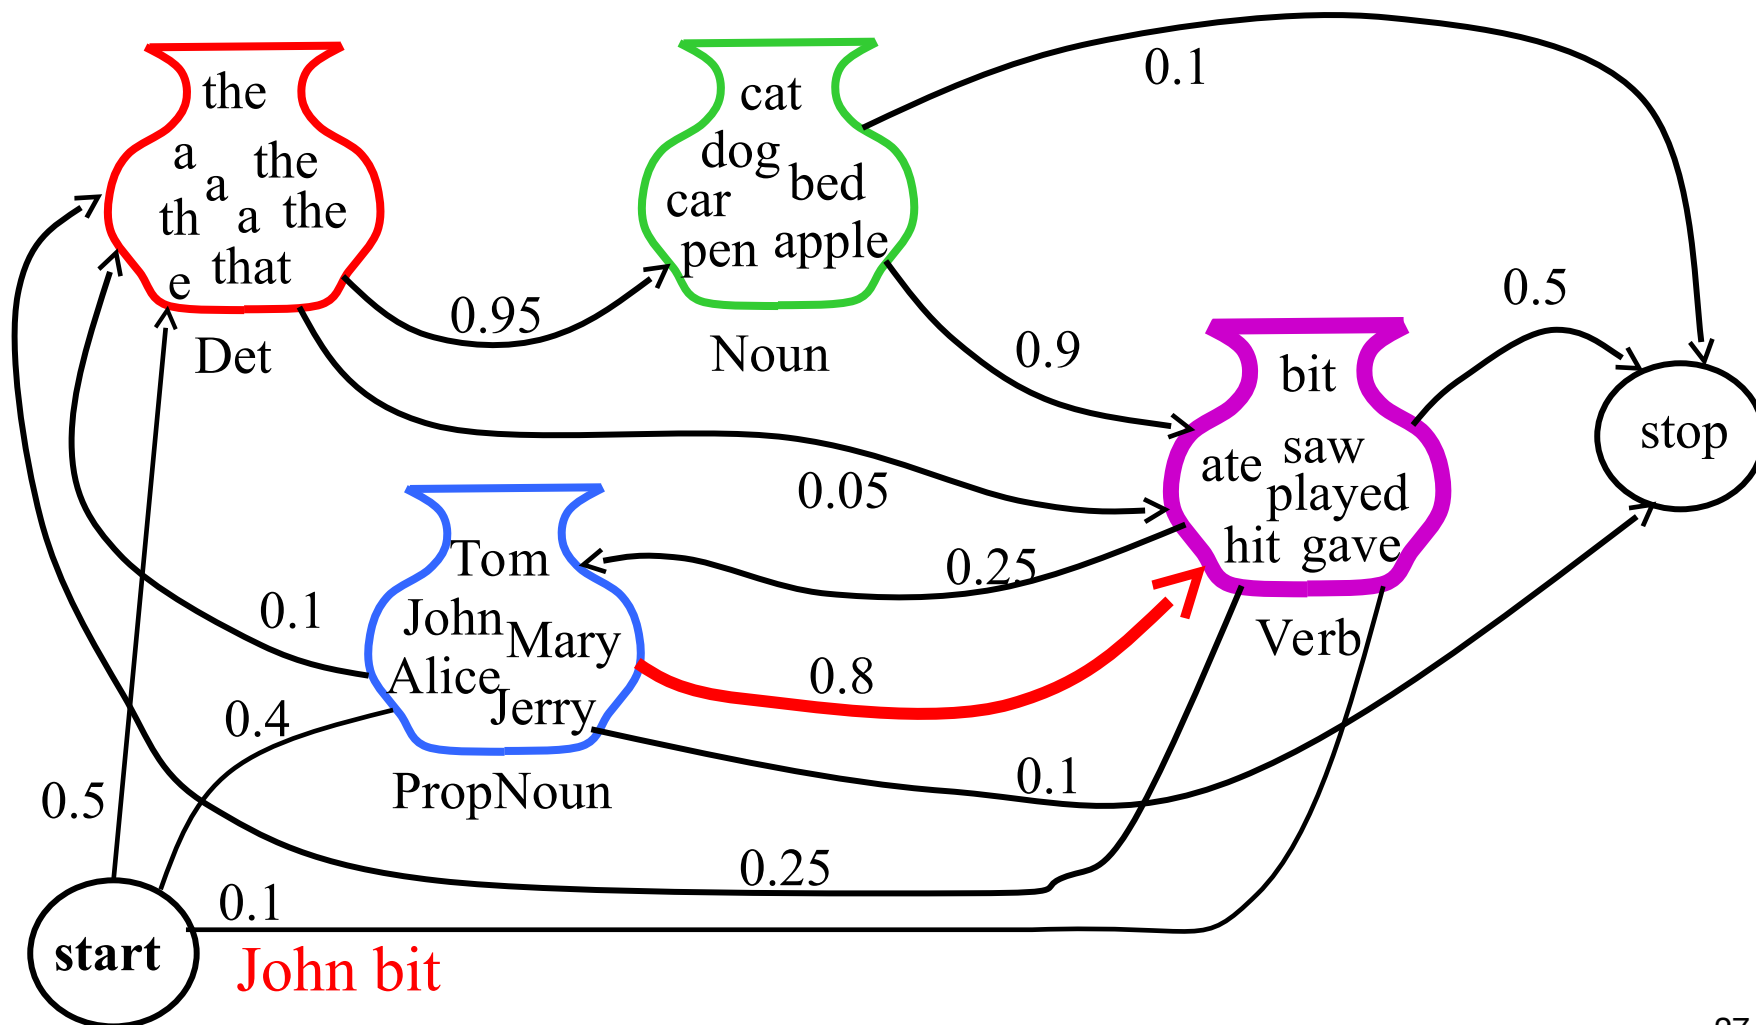 the
a
the
a
th
a
the
that
e
Det
cat
dog
bed
car
apple
pen
Noun
0.1
0.95
0.9
0.5
bit
saw
ate
played
hit
gave
Verb
stop
0.05
0.25
Tom
John
Mary
Alice
Jerry
PropNoun
0.1
0.8
0.4
0.1
0.5
0.25
0.1
start
John bit